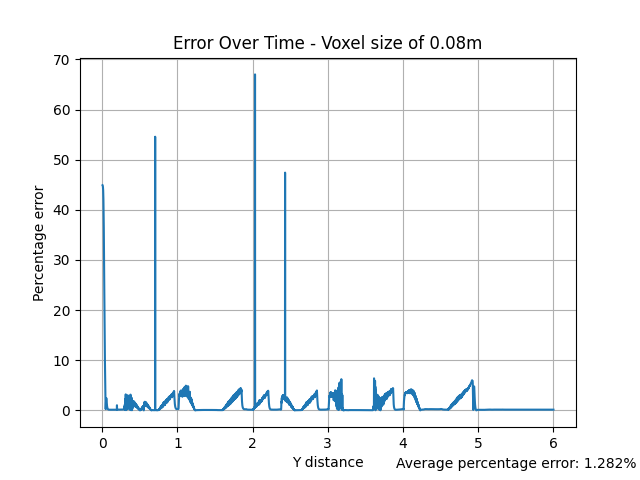 Error Over Time - Voxel size of 0.08m
70
60
50
40
30
20
10
0
Percentage error
0 1 2 3 4 5 6
Y distance
Average percentage error: 1.282%